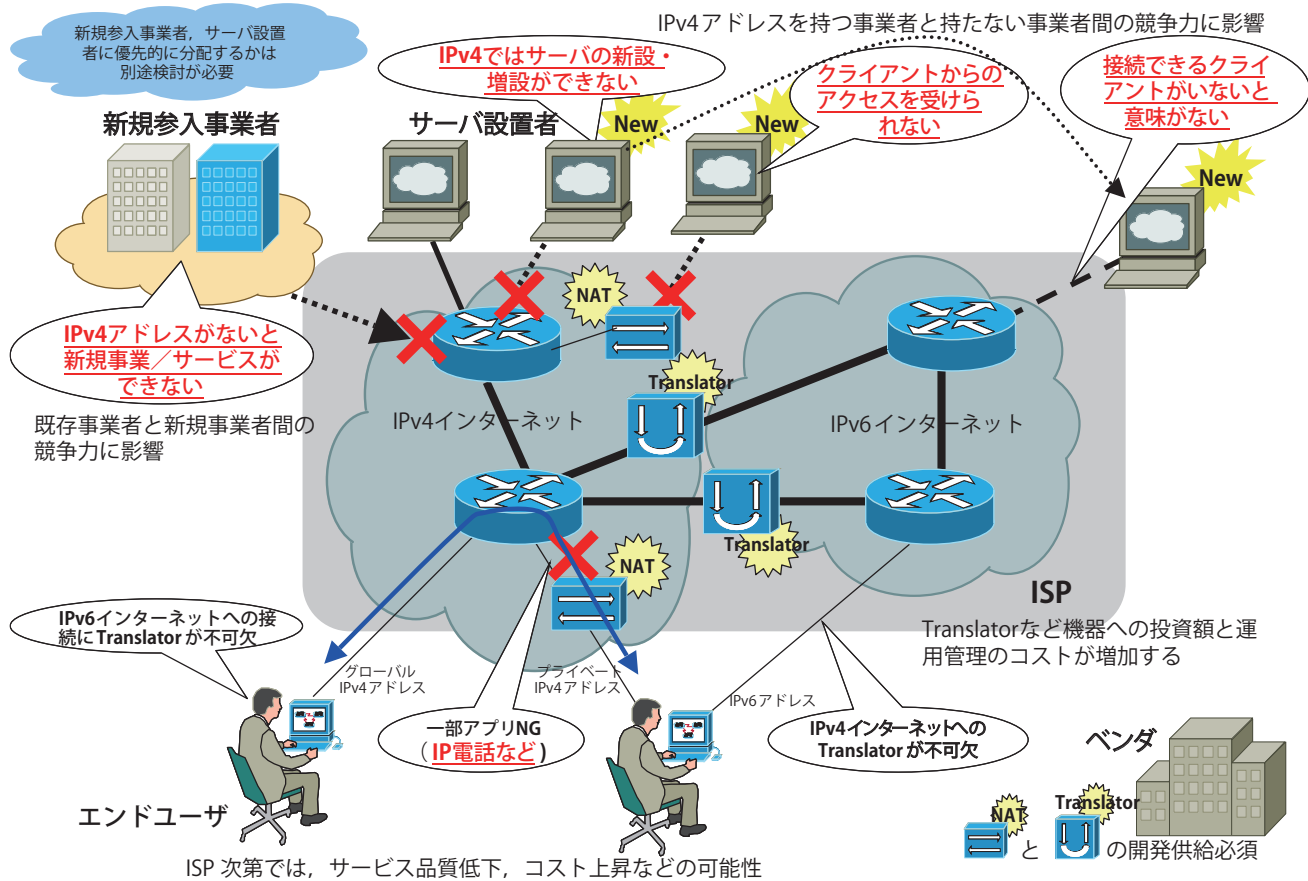 新規参入事業者，サーバ設置
者に優先的に分配するかは
別途検討が必要
IPv4アドレスを持つ事業者と持たない事業者間の競争力に影響
IPv4ではサーバの新設・
増設ができない
クライアントからの
アクセスを受けら
れない
接続できるクライ
アントがいないと
意味がない
新規参入事業者
サーバ設置者
New
New
New
IPv4アドレスがないと
新規事業／サービスが
できない
既存事業者と新規事業者間の
競争力に影響
NAT
Translator
IPv4インターネット
IPv6インターネット
Translator
NAT
ISP
Translatorなど機器への投資額と運
用管理のコストが増加する
IPv6インターネットへの接
続にTranslatorが不可欠
グローバル
IPv4アドレス
プライベート
IPv4アドレス
IPv6アドレス
一部アプリNG
（IP電話など）
IPv4インターネットへの
Translatorが不可欠
ベンダ
エンドユーザ
NAT
Translator
と
の開発供給必須
ISP 次第では，サービス品質低下，コスト上昇などの可能性